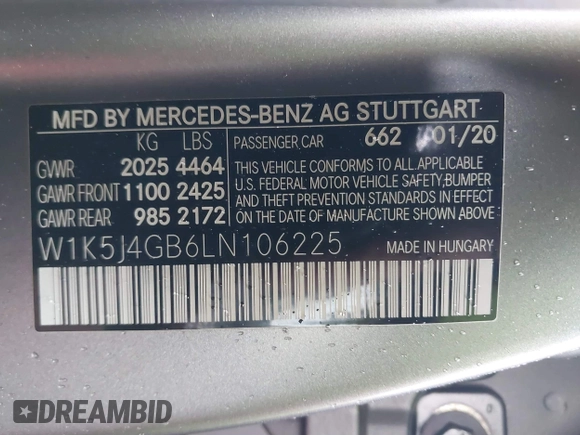 MFD BY MERCEDES-BENZ AG STUTTGART
KG LBS PASSENGER CAR 662 01/20
GVWR 2025 4464 THIS VEHICLE CONFORMS TO ALL APPLICABLE
U.S. FEDERAL MOTOR VEHICLE SAFETY, BUMPER
GAWR FRONT 1100 2425 AND THEFT PREVENTION STANDARDS IN EFFECT
GAWR REAR 985 2172 ON THE DATE OF MANUFACTURE SHOWN ABOVE.
W1K5J4GB6LN106225 MADE IN HUNGARY
DREAMBID